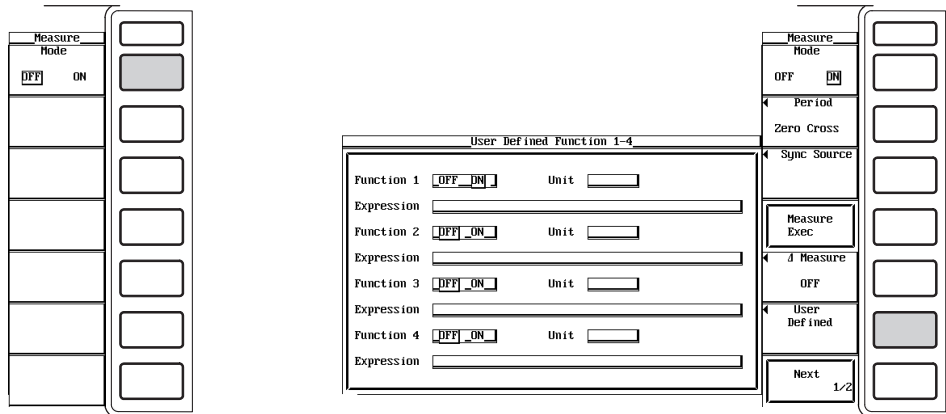 Measure
Mode
OFF ON
User Defined Function 1-4
Function 1 OFF ON Unit
Expression
Function 2 OFF ON Unit
Expression
Function 3 OFF ON Unit
Expression
Function 4 OFF ON Unit
Expression
Measure
Mode
OFF ON
Period
Zero Cross
Sync Source
Measure
Exec
Δ Measure
OFF
User
Defined
Next
1/2